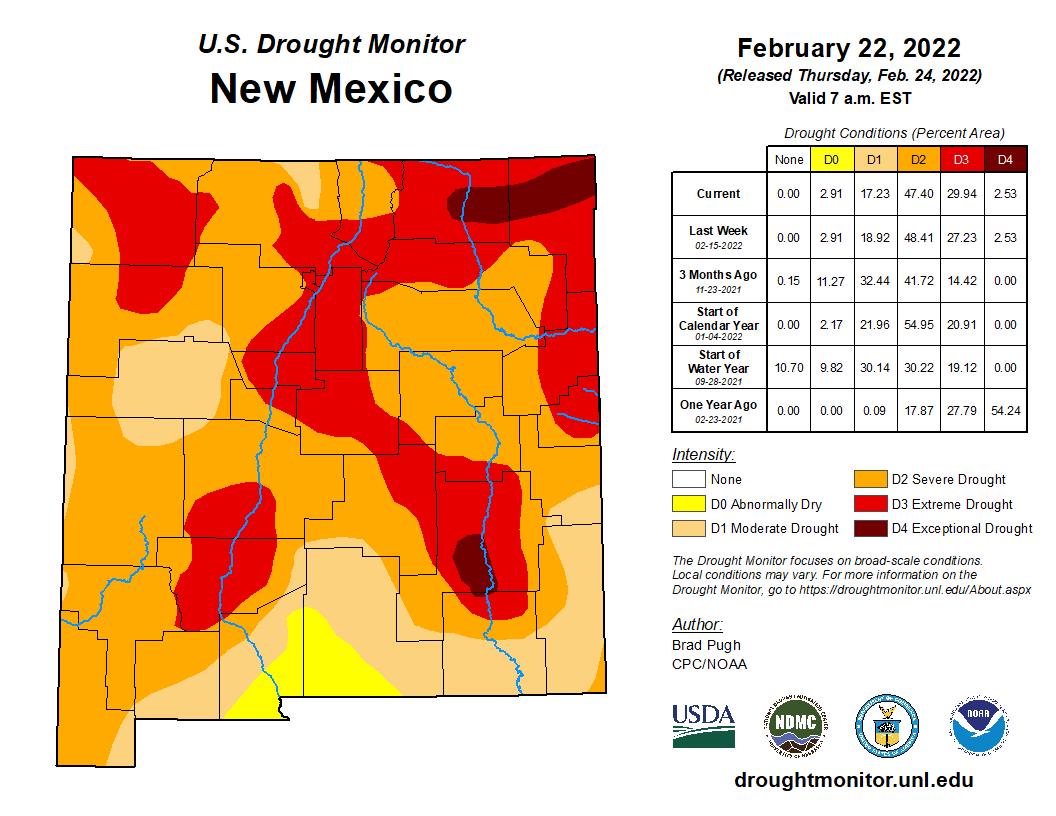 U.S. Drought Monitor
New Mexico
February 22, 2022
(Released Thursday, Feb. 24, 2022)
Valid 7 a.m. EST
Drought Conditions (Percent Area)
None D0 D1 D2 D3 D4
Current 0.00 2.91 17.23 47.40 29.94 2.53
Last Week
02-15-2022 0.00 2.91 18.92 48.41 27.23 2.53
3 Months Ago
11-23-2021 0.15 11.27 32.44 41.72 14.42 0.00
Start of
Calendar Year
01-04-2022 0.00 2.17 21.96 54.95 20.91 0.00
Start of
Water Year
09-28-2021 10.70 9.82 30.14 30.22 19.12 0.00
One Year Ago
02-23-2021 0.00 0.00 0.09 17.87 27.79 54.24
Intensity:
None
D0 Abnormally Dry
D1 Moderate Drought
D2 Severe Drought
D3 Extreme Drought
D4 Exceptional Drought
The Drought Monitor focuses on broad-scale conditions.
Local conditions may vary. For more information on the
Drought Monitor, go to https://droughtmonitor.unl.edu/About.aspx
Author:
Brad Pugh
CPC/NOAA
USDA
NDMC
NOAA
droughtmonitor.unl.edu